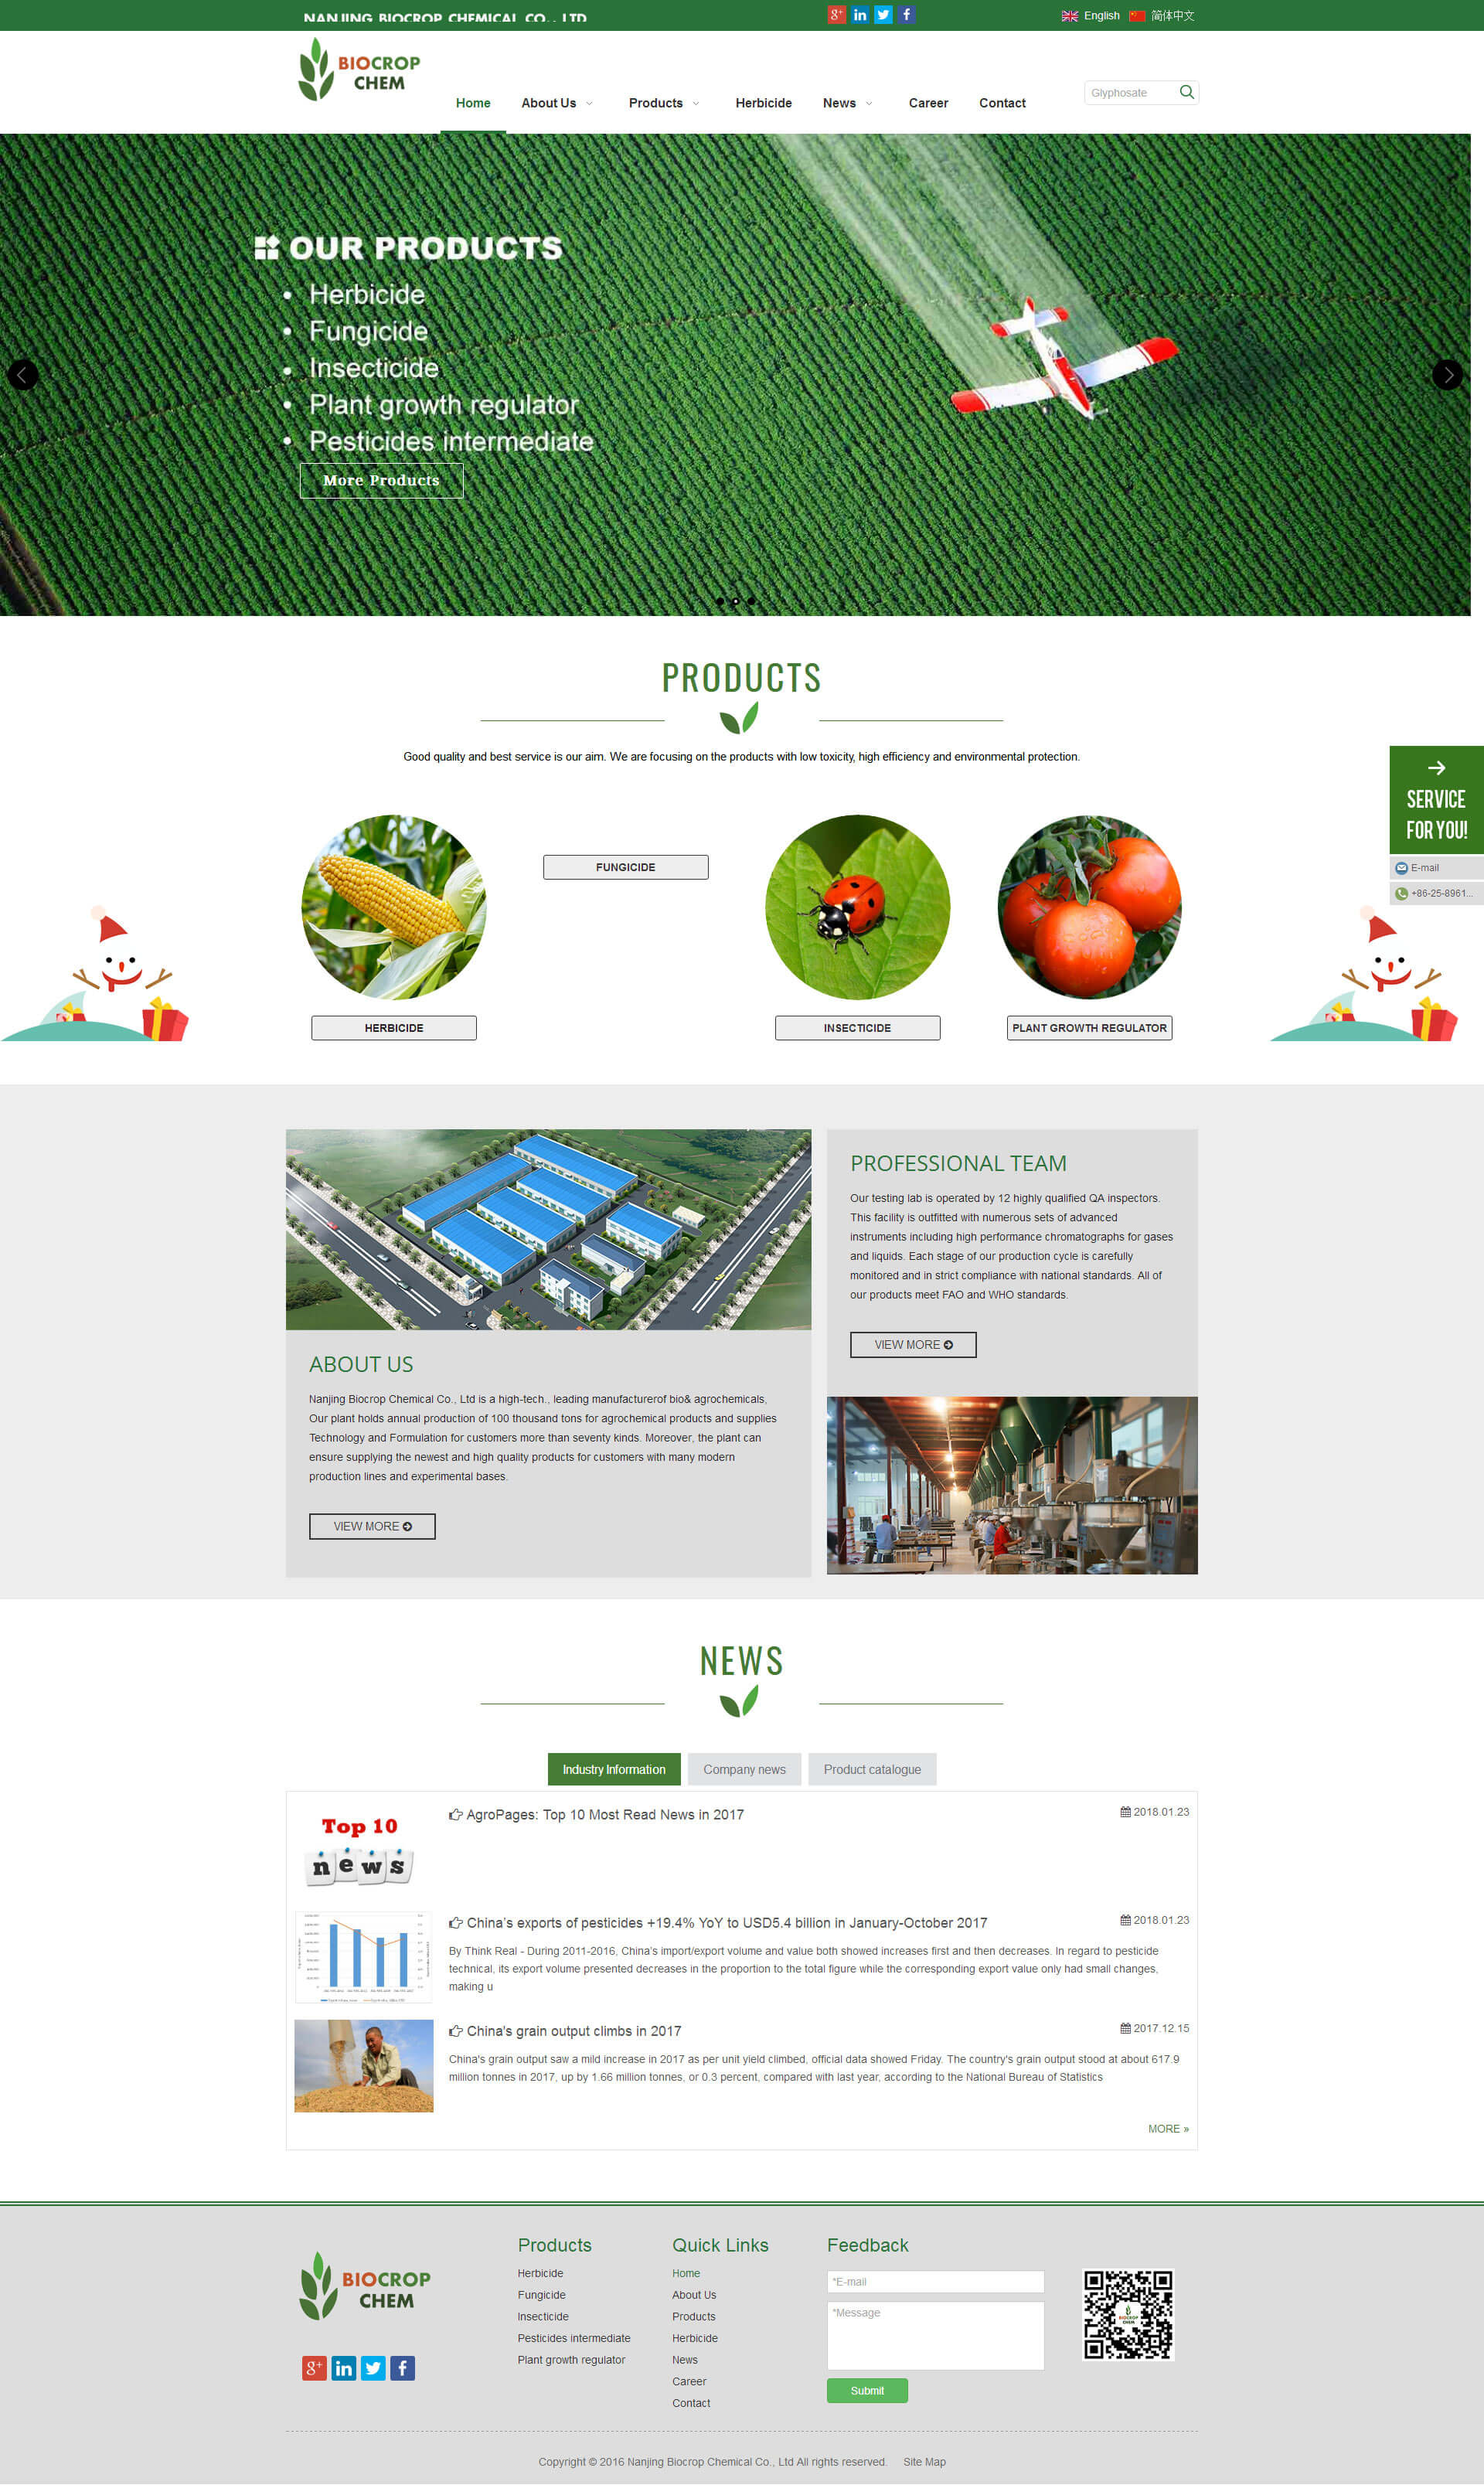 NANJING BIOCROP CHEMICAL CO., LTD
English 简体中文
BIOCROP
CHEM
Home About Us Products Herbicide News Career Contact
Glyphosate
OUR PRODUCTS
• Herbicide
• Fungicide
• Insecticide
• Plant growth regulator
• Pesticides intermediate
More Products
PRODUCTS
Good quality and best service is our aim. We are focusing on the products with low toxicity, high efficiency and environmental protection.
SERVICE
FOR YOU!
E-mail
+86-25-8961...
FUNGICIDE
HERBICIDE
INSECTICIDE
PLANT GROWTH REGULATOR
ABOUT US
Nanjing Biocrop Chemical Co., Ltd is a high-tech., leading manufacturerof bio& agrochemicals,
Our plant holds annual production of 100 thousand tons for agrochemical products and supplies
Technology and Formulation for customers more than seventy kinds. Moreover, the plant can
ensure supplying the newest and high quality products for customers with many modern
production lines and experimental bases.
VIEW MORE
PROFESSIONAL TEAM
Our testing lab is operated by 12 highly qualified QA inspectors.
This facility is outfitted with numerous sets of advanced
instruments including high performance chromatographs for gases
and liquids. Each stage of our production cycle is carefully
monitored and in strict compliance with national standards. All of
our products meet FAO and WHO standards.
VIEW MORE
NEWS
Industry Information Company news Product catalogue
Top 10
news
AgroPages: Top 10 Most Read News in 2017
2018.01.23
China's exports of pesticides +19.4% YoY to USD5.4 billion in January-October 2017
2018.01.23
By Think Real - During 2011-2016, China's import/export volume and value both showed increases first and then decreases. In regard to pesticide
technical, its export volume presented decreases in the proportion to the total figure while the corresponding export value only had small changes,
making u
China's grain output climbs in 2017
2017.12.15
China's grain output saw a mild increase in 2017 as per unit yield climbed, official data showed Friday. The country's grain output stood at about 617.9
million tonnes in 2017, up by 1.66 million tonnes, or 0.3 percent, compared with last year, according to the National Bureau of Statistics
MORE »
BIOCROP
CHEM
Products
Herbicide
Fungicide
Insecticide
Pesticides intermediate
Plant growth regulator
Quick Links
Home
About Us
Products
Herbicide
News
Career
Contact
Feedback
*E-mail
*Message
Submit
BIOCROP
CHEM
Copyright © 2016 Nanjing Biocrop Chemical Co., Ltd All rights reserved. Site Map